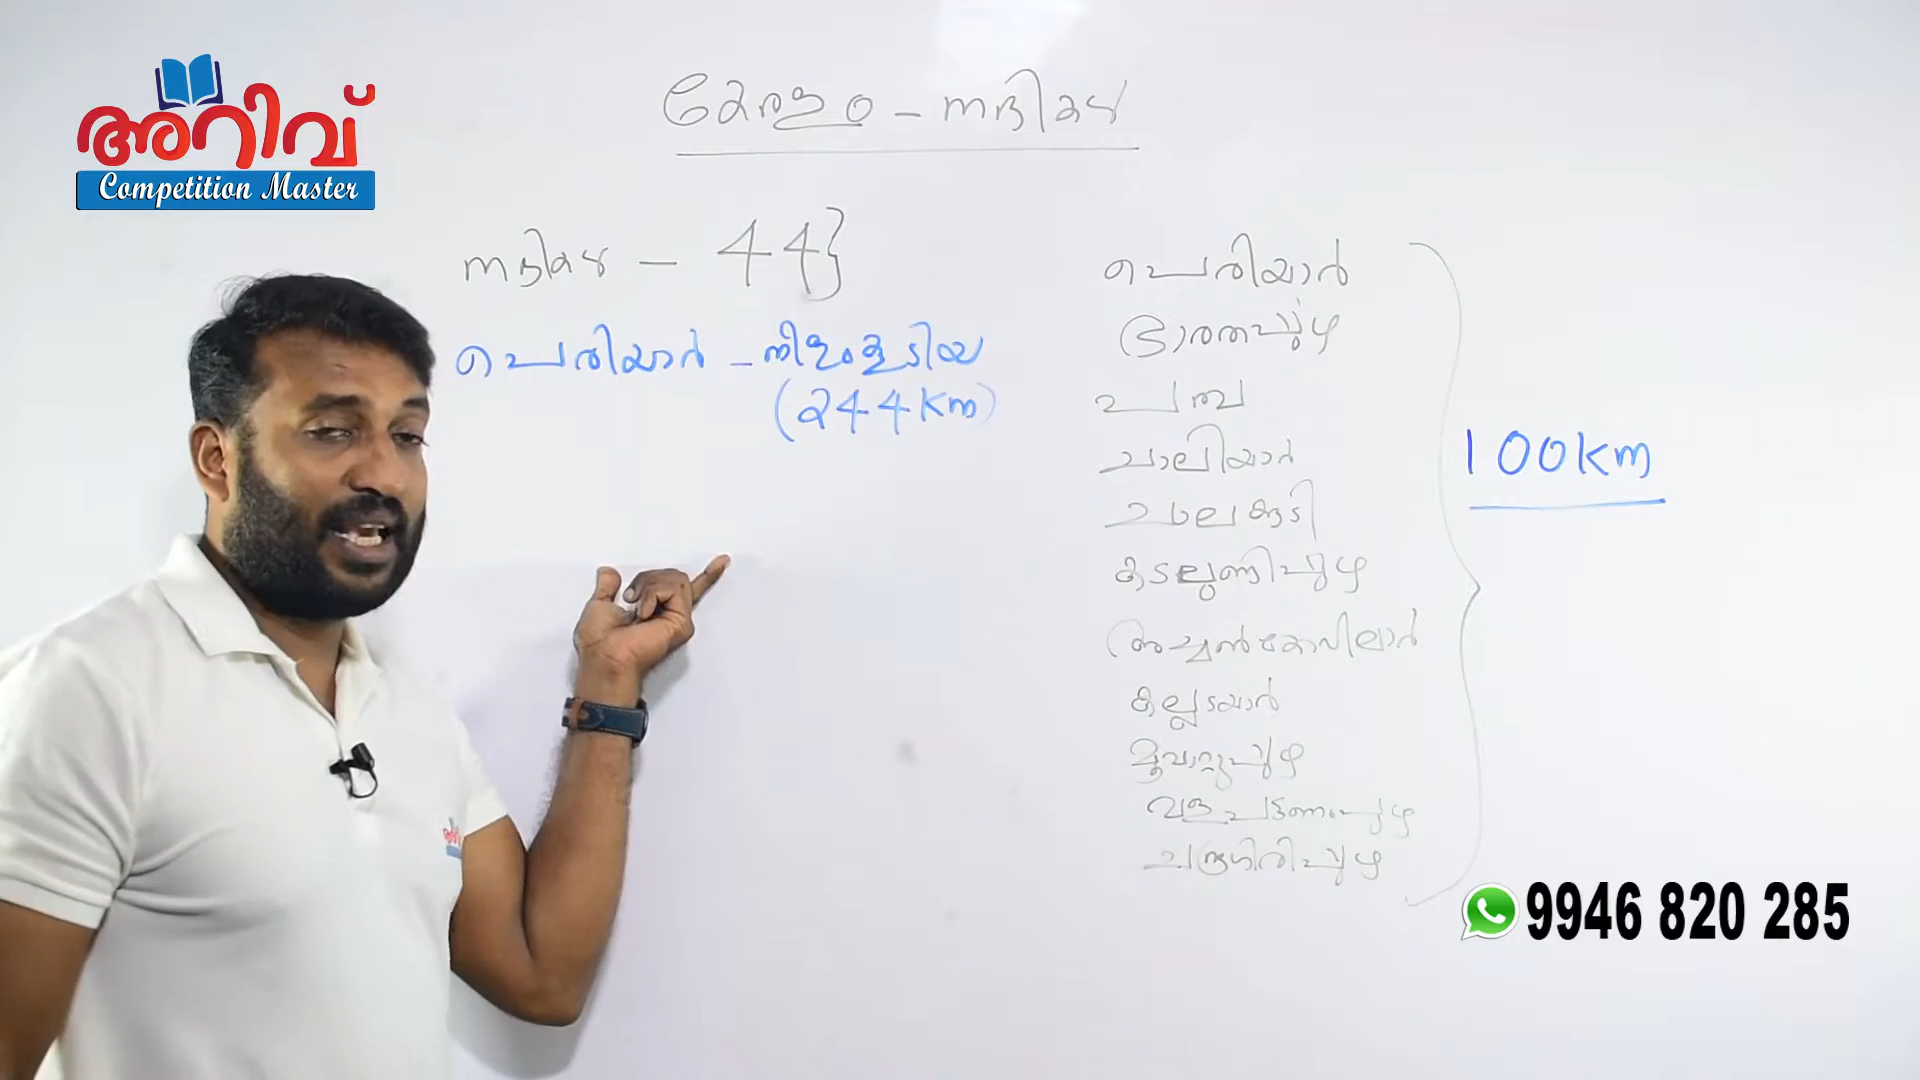 അറിവ്
Competition Master
കേരളം - നദികൾ
നദികൾ - 44}
പെരിയാർ - നീളംകൂടിയ
(244km)
പെരിയാർ
ഭാരതപ്പുഴ
പമ്പ
ചാലിയാർ
ചാലകുടി
കടലുണ്ടിപ്പുഴ
അച്ചൻകോവിലാർ
കല്ലടയാർ
മൂവാറ്റുപുഴ
വളപട്ടണംപുഴ
ചന്ദ്രഗിരിപ്പുഴ
100km
9946 820 285